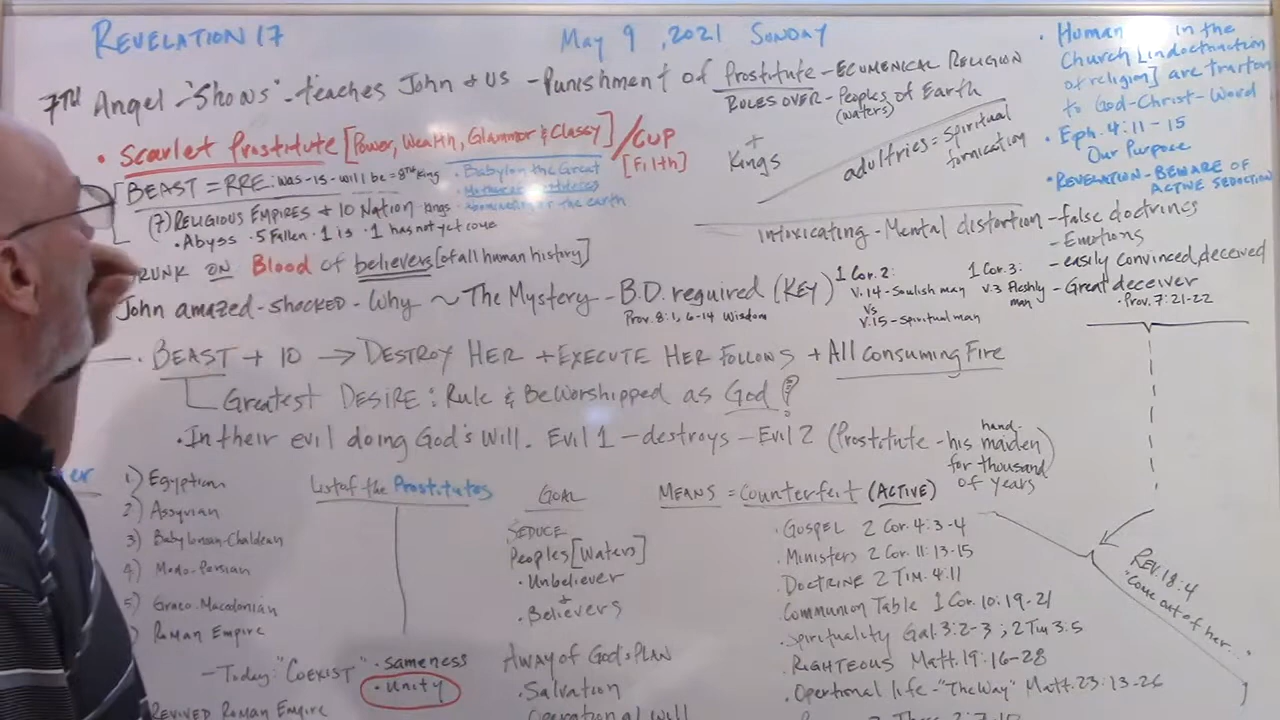 REVELATION 17
May 9, 2021 SUNDAY
7TH Angel - "Shows" - teaches John & US - Punishment of Prostitute - ECUMENICAL RELIGION
RULES OVER - Peoples of Earth
(waters)
+
Kings
adultries = Spiritual
fornication
• Human in the
Church [indoctrination
of religion] are traitors
to God-Christ-Word
• Eph. 4:11-15
Our Purpose
• REVELATION - BEWARE OF
ACTIVE SEDUCTION
• Scarlet Prostitute [Power, Wealth, Glammor & Classy] / CUP
[Filth]
[BEAST = RRE: was-is-will be = 8TH King
• Babylon the Great
• Mother of Prostitutes
• Abomination of the earth
(7) RELIGIOUS EMPIRES + 10 NATION Kings
• Abyss • 5 Fallen • 1 is • 1 has not yet come
DRUNK ON Blood of believers [of all human history]
intoxicating - Mental distortion - false doctrines
- Emotions
- easily convinced, deceived
- Great deceiver
• Prov. 7:21-22
John amazed - shocked - Why ~ The Mystery - B.D. required (KEY)
Prov. 8:1, 6-14 Wisdom
1 Cor. 2:
V.14 - Soulish man
vs
V.15 - Spiritual man
1 Cor. 3:
V.3 Fleshly
man
• BEAST + 10 → DESTROY HER + EXECUTE HER FOLLOWS + All Consuming Fire
Greatest DESIRE: Rule & Be Worshipped as God!
• In their evil doing God's will. Evil 1 - destroys - Evil 2 (Prostitute - his hand-
maiden
for thousand
of years)
er
1) Egyptian
2) Assyrian
3) Babylonian-Chaldean
4) Medo-Persian
5) Graeco-Macedonian
) Roman Empire
- Today: "COEXIST" • sameness
• Unity
REVIVED ROMAN EMPIRE
List of the Prostitutes
GOAL
SEDUCE
Peoples [Waters]
• Unbeliever
+
• Believers
AWAY of GOD'S PLAN
• Salvation
Operational will
MEANS = Counterfeit (ACTIVE)
• GOSPEL 2 Cor. 4:3-4
• Ministers 2 Cor. 11:13-15
• DOCTRINE 2 TIM. 4:11
• Communion Table 1 Cor. 10:19-21
• Spirituality Gal. 3:2-3; 2 Tim 3:5
• RIGHTEOUS Matt. 19:16-28
• Opertional life - "The Way" Matt. 23:13-26
REV. 18:4
"Come out of her..."